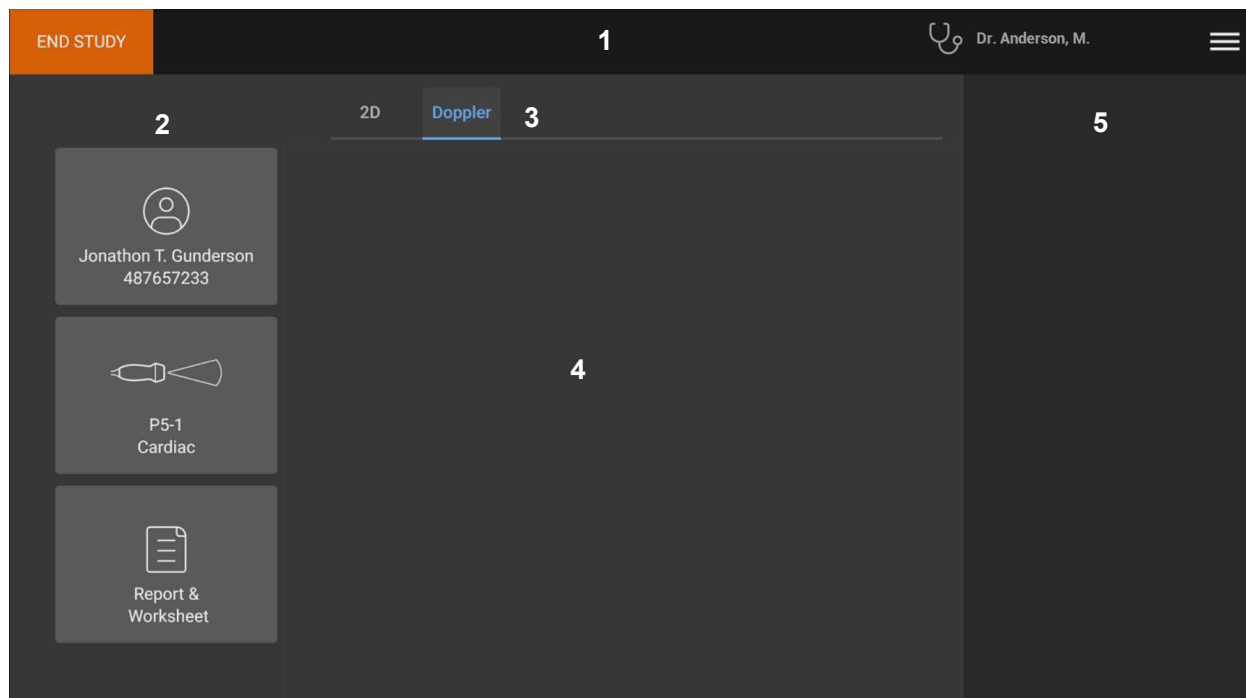 END STUDY
1
Dr. Anderson, M.
2
2D
Doppler
3
5
Jonathon T. Gunderson
487657233
4
P5-1
Cardiac
Report &
Worksheet